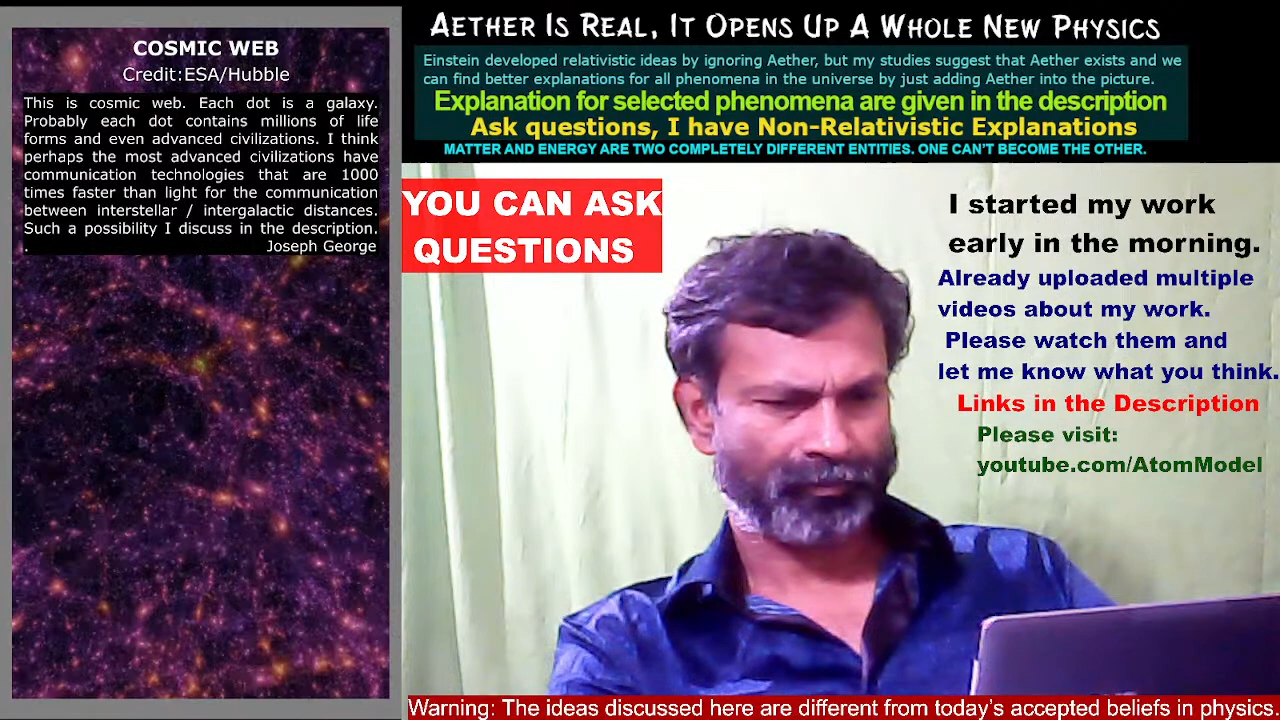 COSMIC WEB
Credit:ESA/Hubble
This is cosmic web. Each dot is a galaxy.
Probably each dot contains millions of life
forms and even advanced civilizations. I think
perhaps the most advanced civilizations have
communication technologies that are 1000
times faster than light for the communication
between interstellar / intergalactic distances.
Such a possibility I discuss in the description.
. Joseph George
AETHER IS REAL, IT OPENS UP A WHOLE NEW PHYSICS
Einstein developed relativistic ideas by ignoring Aether, but my studies suggest that Aether exists and we
can find better explanations for all phenomena in the universe by just adding Aether into the picture.
Explanation for selected phenomena are given in the description
Ask questions, I have Non-Relativistic Explanations
MATTER AND ENERGY ARE TWO COMPLETELY DIFFERENT ENTITIES. ONE CAN'T BECOME THE OTHER.
YOU CAN ASK
QUESTIONS
I started my work
early in the morning.
Already uploaded multiple
videos about my work.
Please watch them and
let me know what you think.
Links in the Description
Please visit:
youtube.com/AtomModel
Warning: The ideas discussed here are different from today's accepted beliefs in physics.